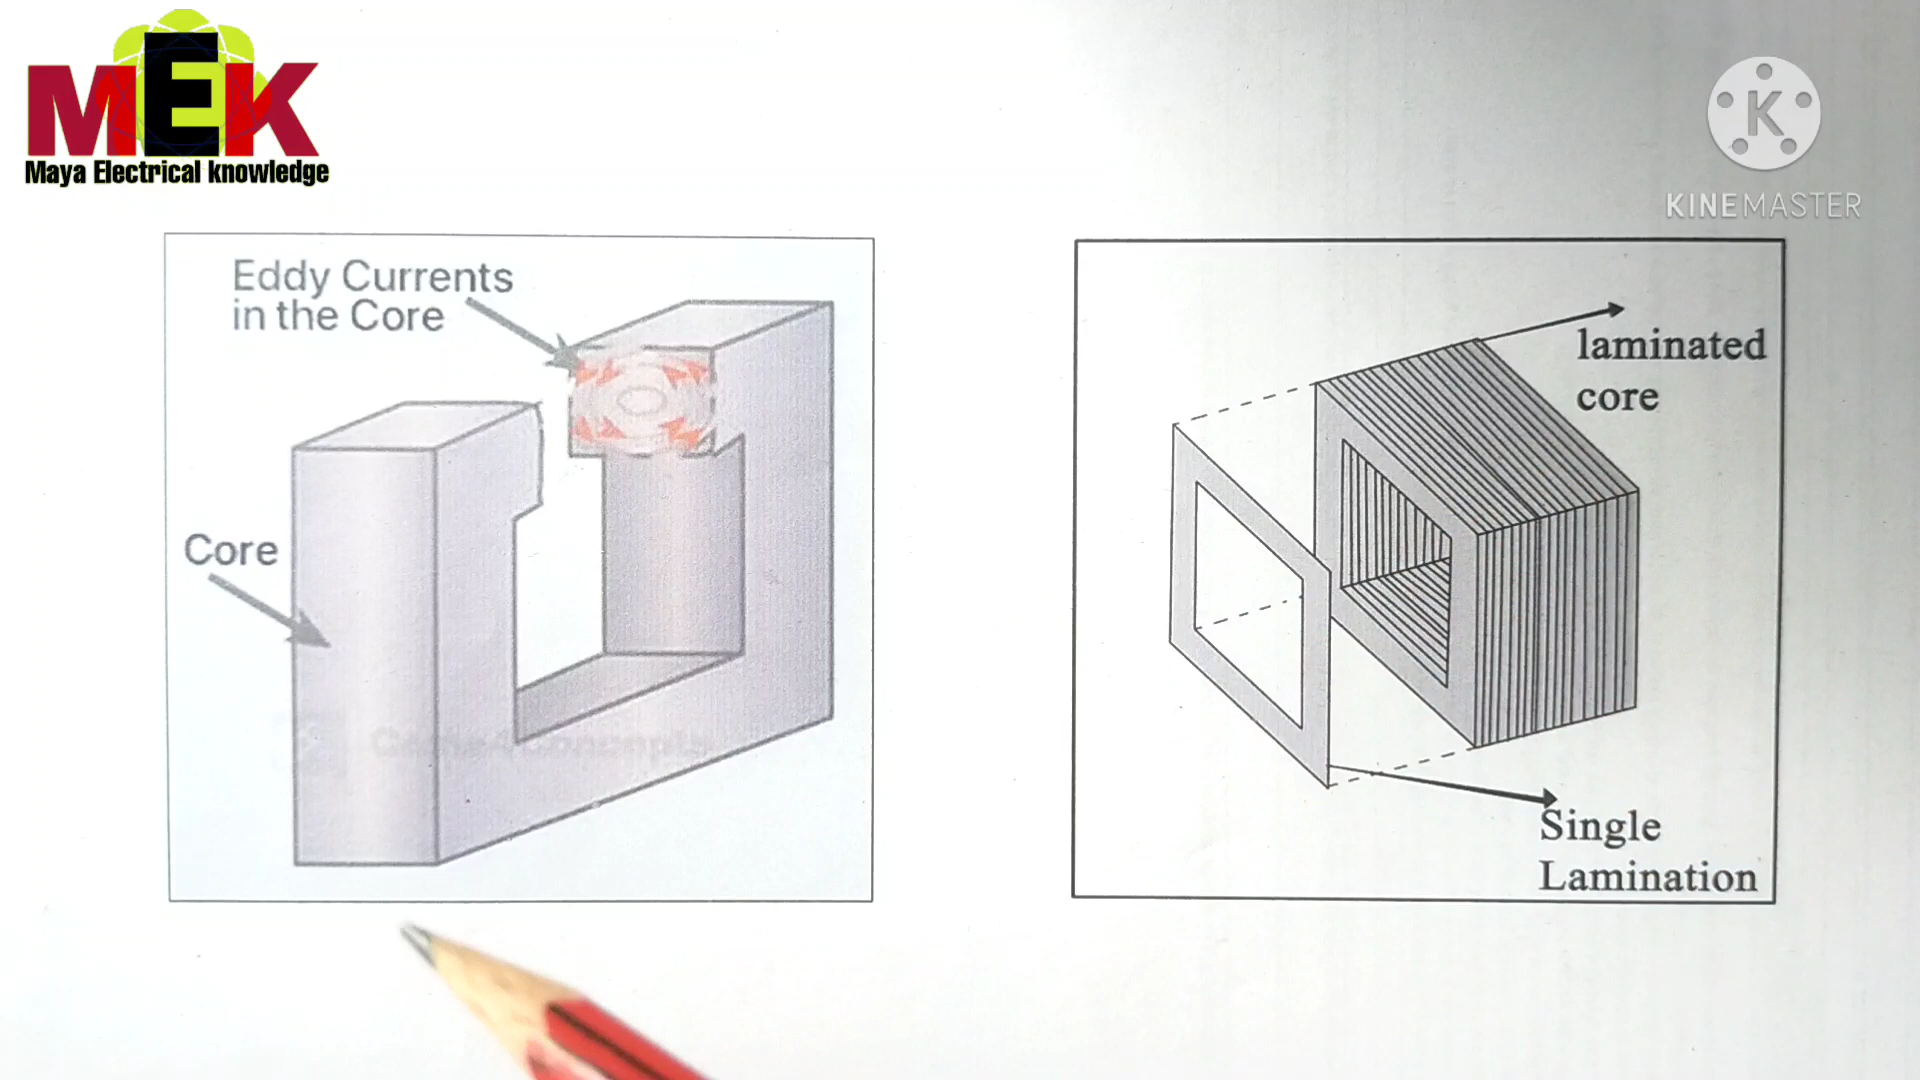 MEK
Maya Electrical knowledge
K
KINEMASTER
Eddy Currents
in the Core
Core
laminated
core
Single
Lamination